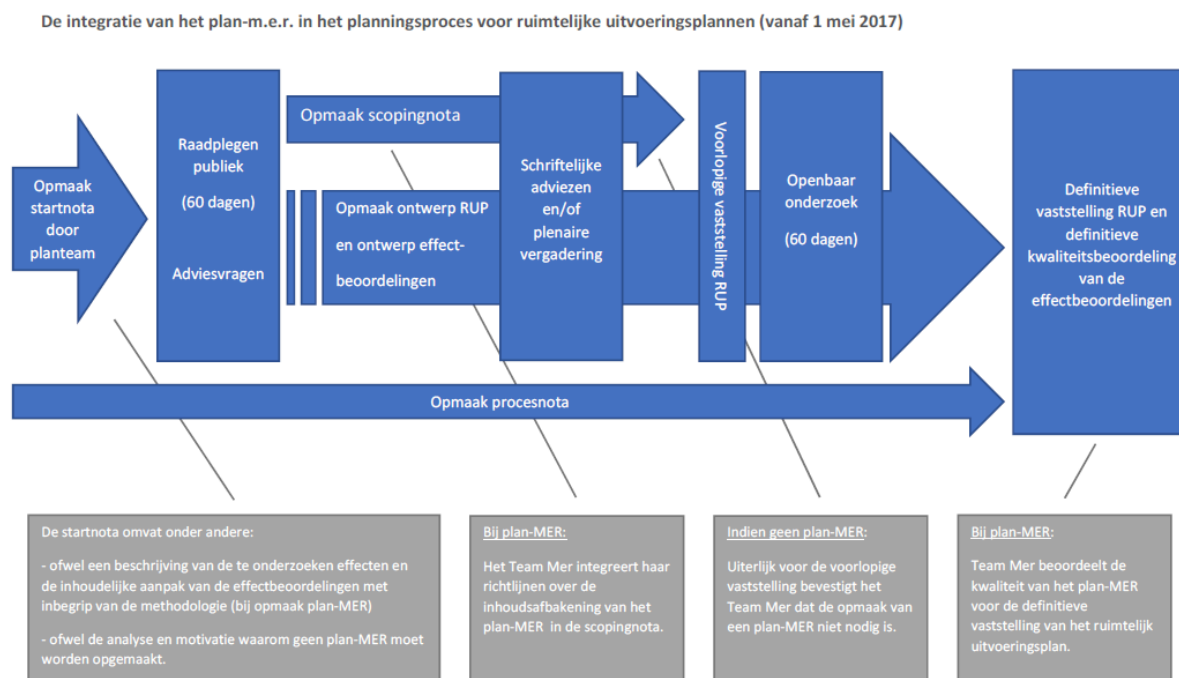 De integratie van het plan-m.e.r. in het planningsproces voor ruimtelijke uitvoeringsplannen (vanaf 1 mei 2017)
Opmaak
startnota
door
planteam
Raadplegen
publiek
(60 dagen)
Adviesvragen
Opmaak scopingnota
Opmaak ontwerp RUP
en ontwerp effect-
beoordelingen
Schriftelijke
adviezen
en/of
plenaire
vergadering
Voorlopige vaststelling RUP
Openbaar
onderzoek
(60 dagen)
Definitieve
vaststelling RUP en
definitieve
kwaliteitsbeoordeling
van de
effectbeoordelingen
Opmaak procesnota
De startnota omvat onder andere:
- ofwel een beschrijving van de te onderzoeken effecten en
de inhoudelijke aanpak van de effectbeoordelingen met
inbegrip van de methodologie (bij opmaak plan-MER)
- ofwel de analyse en motivatie waarom geen plan-MER moet
worden opgemaakt.
Bij plan-MER:
Het Team Mer integreert haar
richtlijnen over de
inhoudsafbakening van het
plan-MER in de scopingnota.
Indien geen plan-MER:
Uiterlijk voor de voorlopige
vaststelling bevestigt het
Team Mer dat de opmaak van
een plan-MER niet nodig is.
Bij plan-MER:
Team Mer beoordeelt de
kwaliteit van het plan-MER
voor de definitieve
vaststelling van het ruimtelijk
uitvoeringsplan.